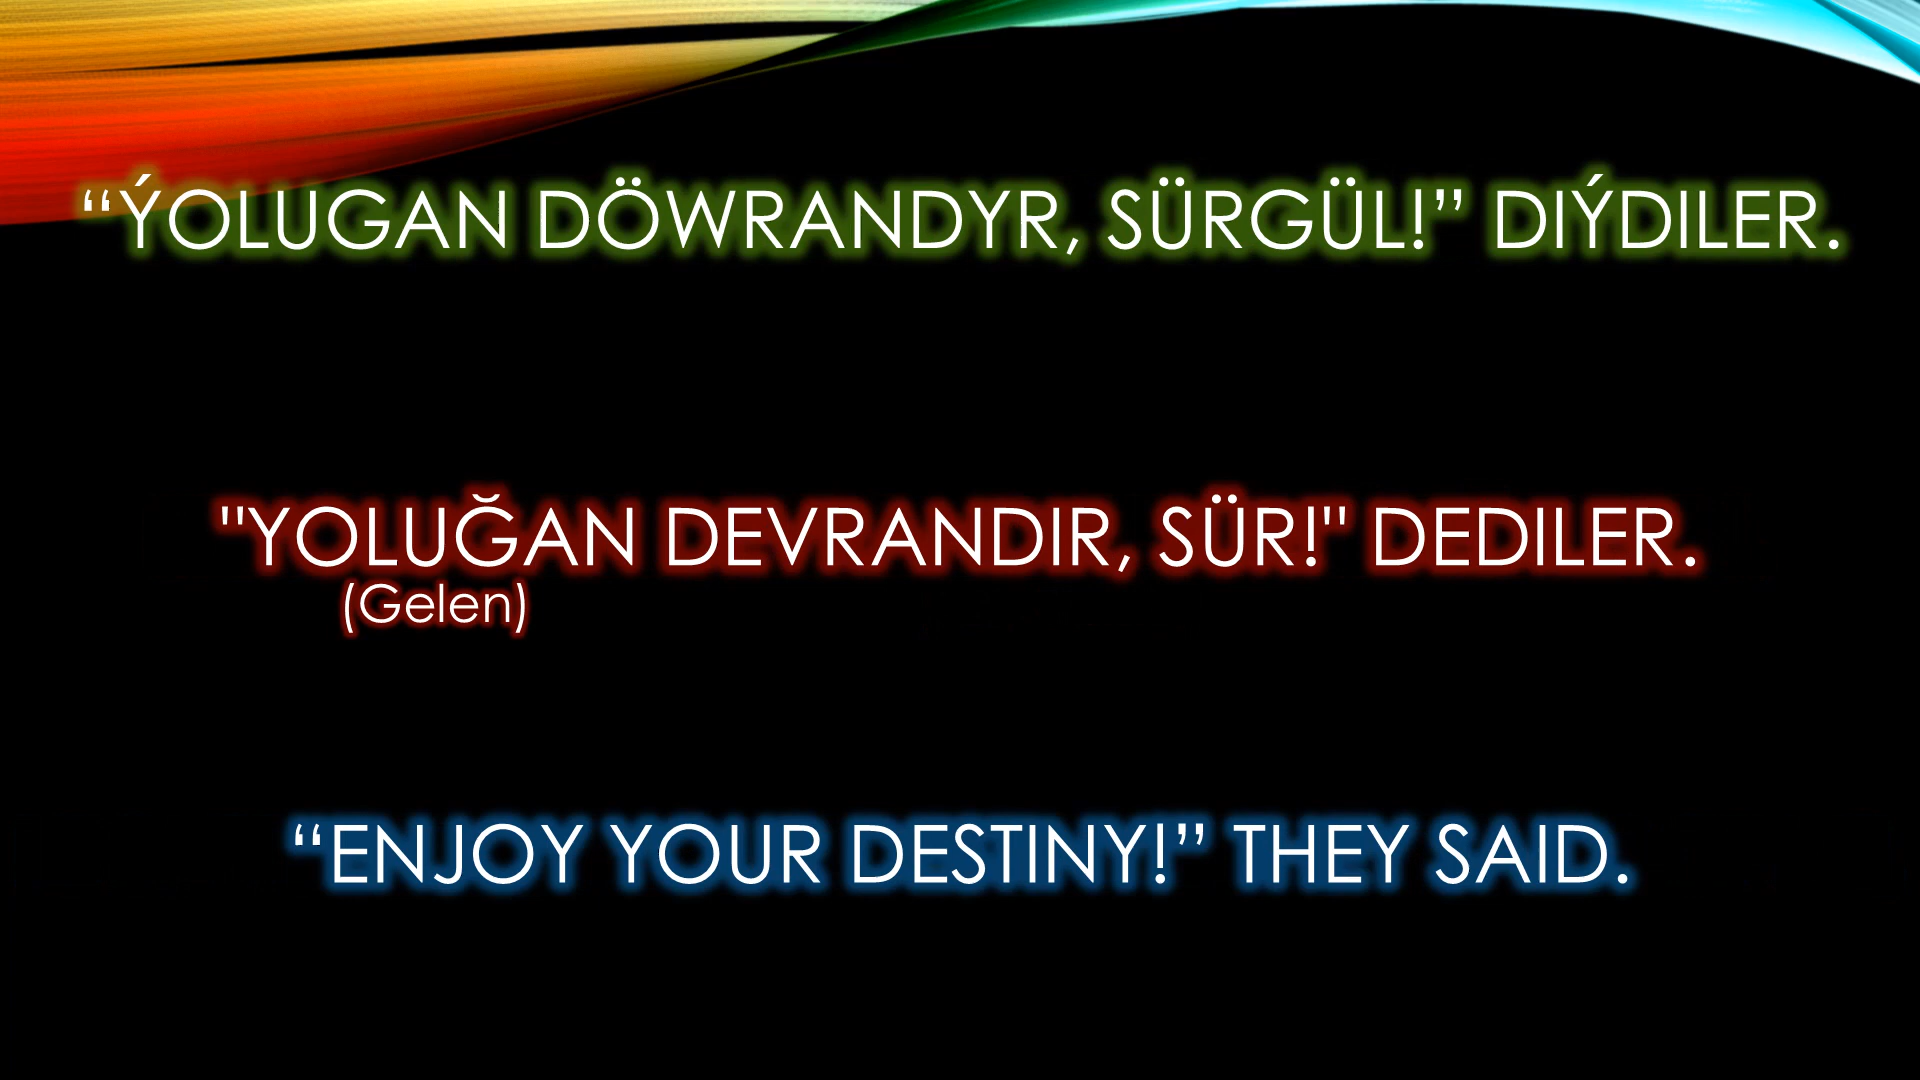 “ÝOLUGAN DÖWRANDYR, SÜRGÜL!” DIÝDILER.
"YOLUĞAN DEVRANDIR, SÜR!" DEDILER.
(Gelen)
“ENJOY YOUR DESTINY!” THEY SAID.